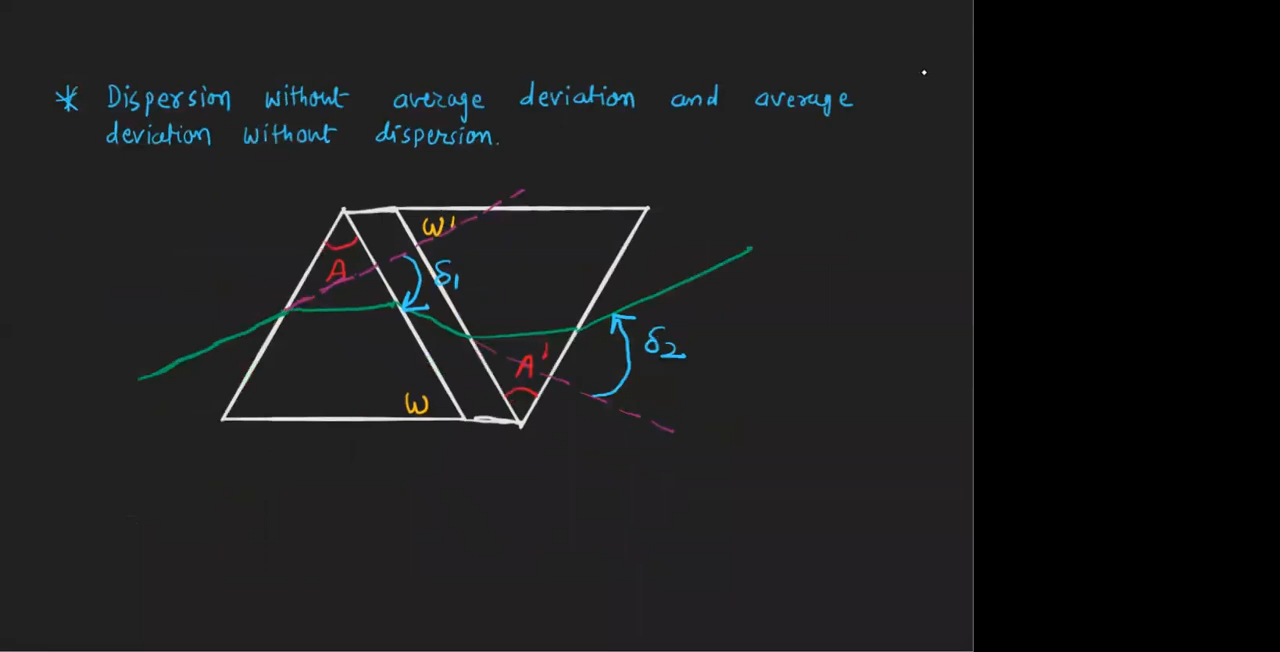 * Dispersion without average deviation and average
deviation without dispersion.
ω'
A
δ1
δ2
A'
ω